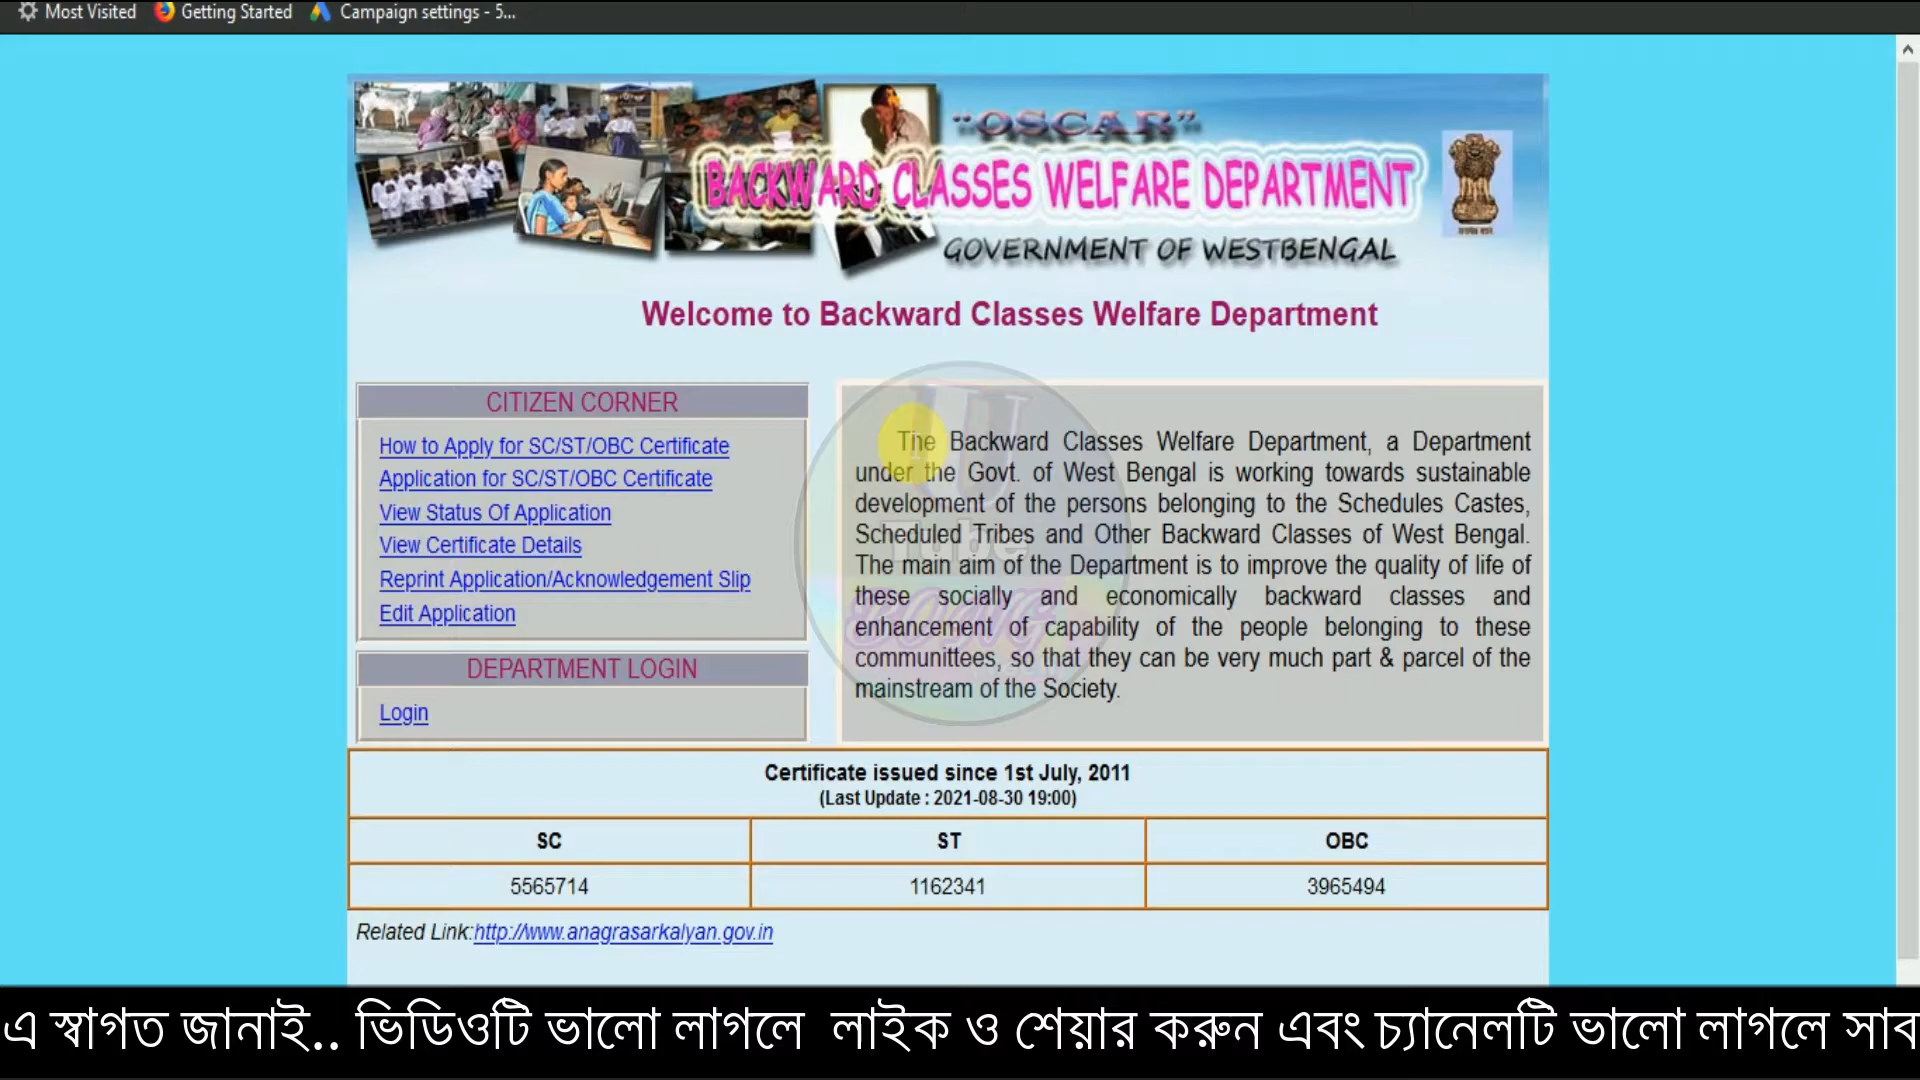 Most Visited Getting Started Campaign settings - 5...
"OSCAR"
BACKWARD CLASSES WELFARE DEPARTMENT
GOVERNMENT OF WESTBENGAL
Welcome to Backward Classes Welfare Department
CITIZEN CORNER
How to Apply for SC/ST/OBC Certificate
Application for SC/ST/OBC Certificate
View Status Of Application
View Certificate Details
Reprint Application/Acknowledgement Slip
Edit Application
DEPARTMENT LOGIN
Login
The Backward Classes Welfare Department, a Department
under the Govt. of West Bengal is working towards sustainable
development of the persons belonging to the Schedules Castes,
Scheduled Tribes and Other Backward Classes of West Bengal.
The main aim of the Department is to improve the quality of life of
these socially and economically backward classes and
enhancement of capability of the people belonging to these
communittees, so that they can be very much part & parcel of the
mainstream of the Society.
Tube
Certificate issued since 1st July, 2011
(Last Update : 2021-08-30 19:00)
SC ST OBC
5565714 1162341 3965494
Related Link:http://www.anagrasarkalyan.gov.in
এ স্বাগত জানাই.. ভিডিওটি ভালো লাগলে লাইক ও শেয়ার করুন এবং চ্যানেলটি ভালো লাগলে সাব